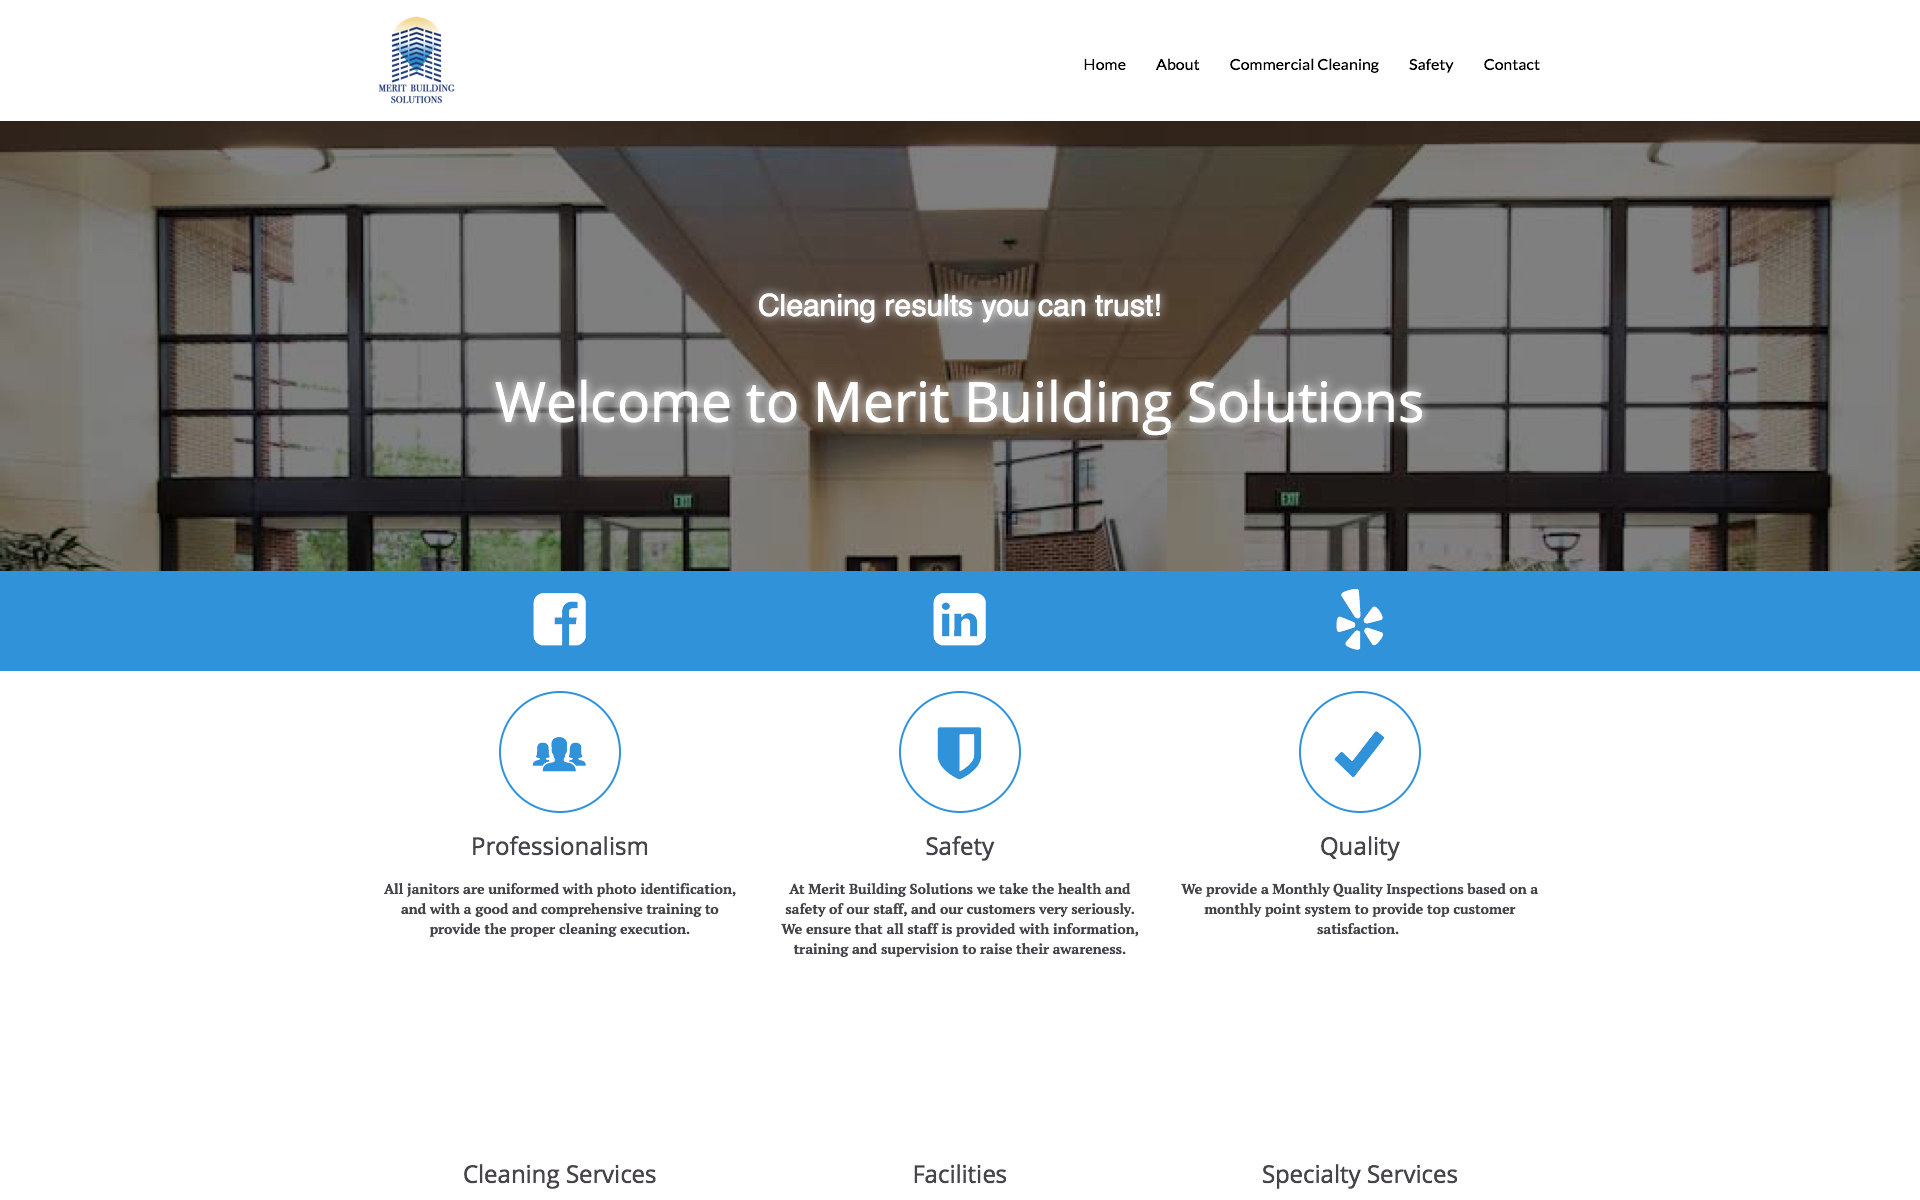 MERIT BUILDING
SOLUTIONS
Home
About
Commercial Cleaning
Safety
Contact
Cleaning results you can trust!
Welcome to Merit Building Solutions
EXIT
EXIT
Professionalism
All janitors are uniformed with photo identification,
and with a good and comprehensive training to
provide the proper cleaning execution.
Safety
At Merit Building Solutions we take the health and
safety of our staff, and our customers very seriously.
We ensure that all staff is provided with information,
training and supervision to raise their awareness.
Quality
We provide a Monthly Quality Inspections based on a
monthly point system to provide top customer
satisfaction.
Cleaning Services
Facilities
Specialty Services